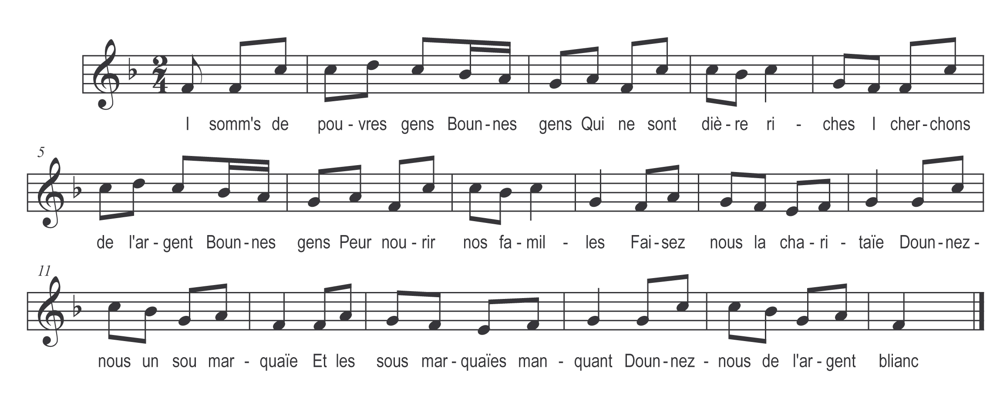 I somm's de pou - vres gens Boun - nes gens Qui ne sont diè - re ri - ches I cher - chons
5
de l'ar - gent Boun - nes gens Peur nou - rir nos fa - mil - les Fai - sez nous la cha - ri - taïe Doun - nez -
11
nous un sou mar - quaïe Et les sous mar - quaïes man - quant Doun - nez - nous de l'ar - gent blianc